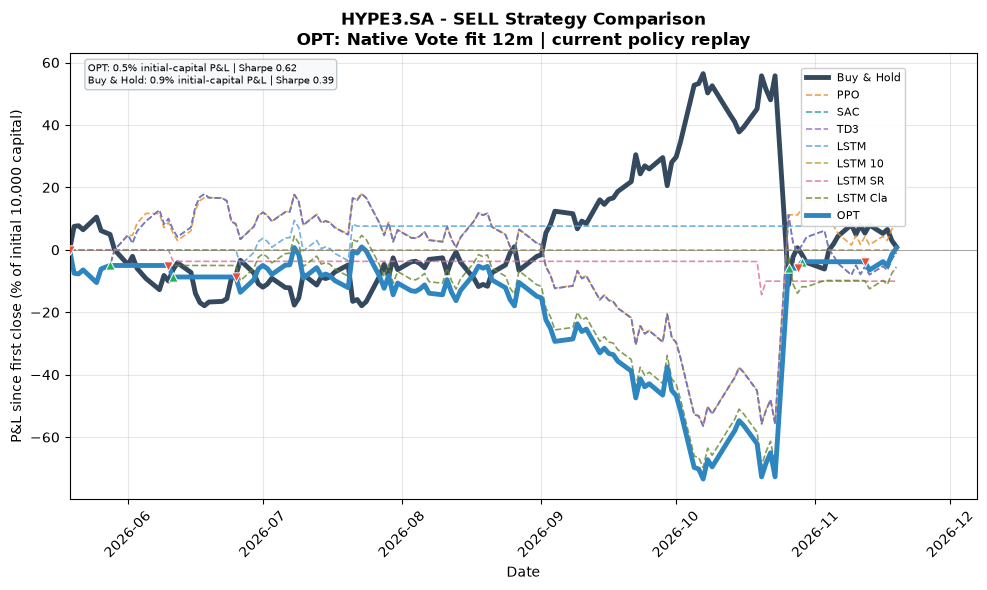 HYPE3.SA - SELL Strategy Comparison
OPT: Native Vote fit 12m | current policy replay
OPT: 0.5% initial-capital P&L | Sharpe 0.62
Buy & Hold: 0.9% initial-capital P&L | Sharpe 0.39
Buy & Hold
PPO
SAC
TD3
LSTM
LSTM 10
LSTM SR
LSTM Cla
OPT
P&L since first close (% of initial 10,000 capital)
60
40
20
0
−20
−40
−60
2026-06
2026-07
2026-08
2026-09
2026-10
2026-11
2026-12
Date